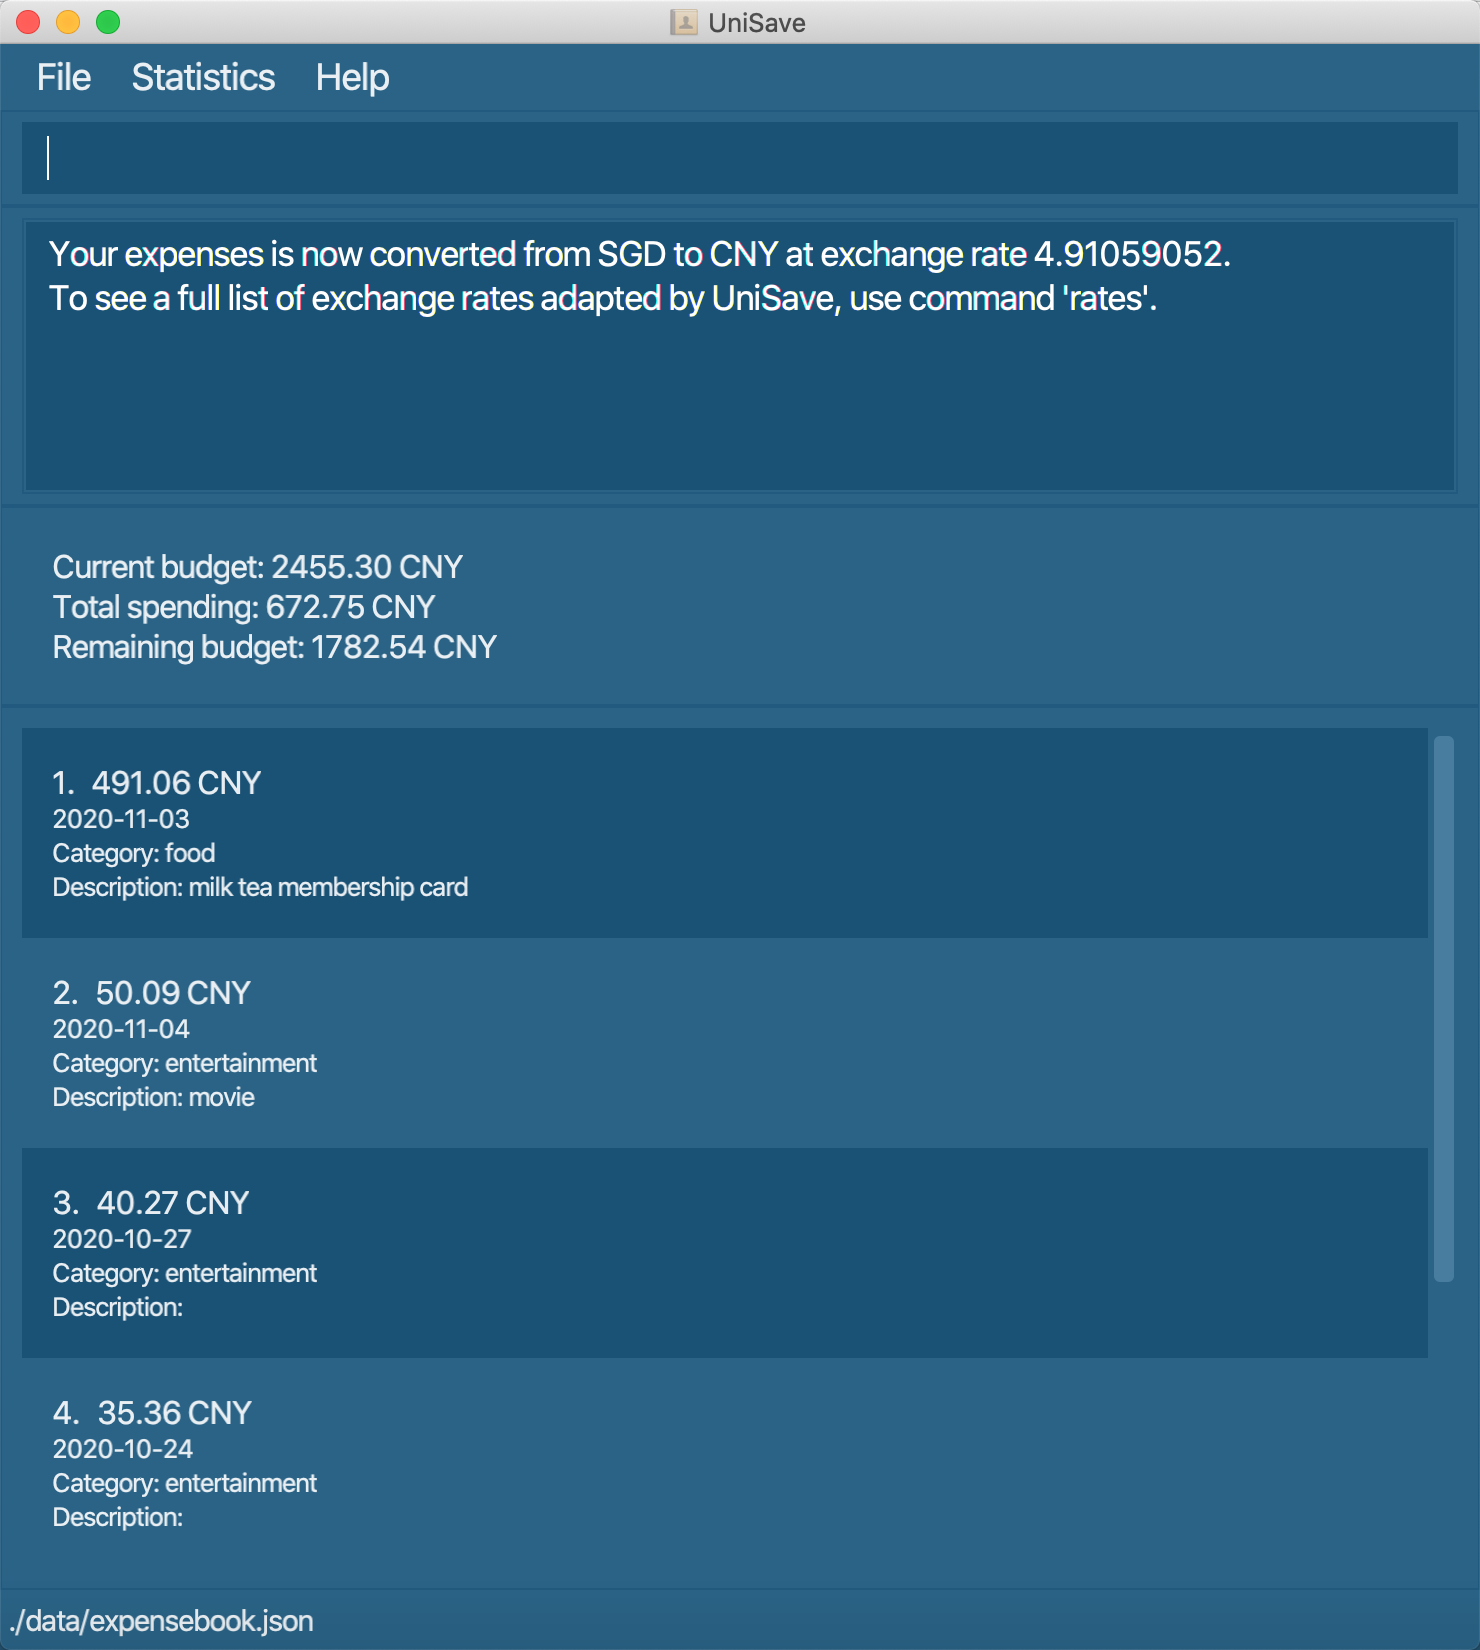 UniSave
File Statistics Help
Your expenses is now converted from SGD to CNY at exchange rate 4.91059052.
To see a full list of exchange rates adapted by UniSave, use command 'rates'.
Current budget: 2455.30 CNY
Total spending: 672.75 CNY
Remaining budget: 1782.54 CNY
1. 491.06 CNY
2020-11-03
Category: food
Description: milk tea membership card
2. 50.09 CNY
2020-11-04
Category: entertainment
Description: movie
3. 40.27 CNY
2020-10-27
Category: entertainment
Description:
4. 35.36 CNY
2020-10-24
Category: entertainment
Description:
./data/expensebook.json